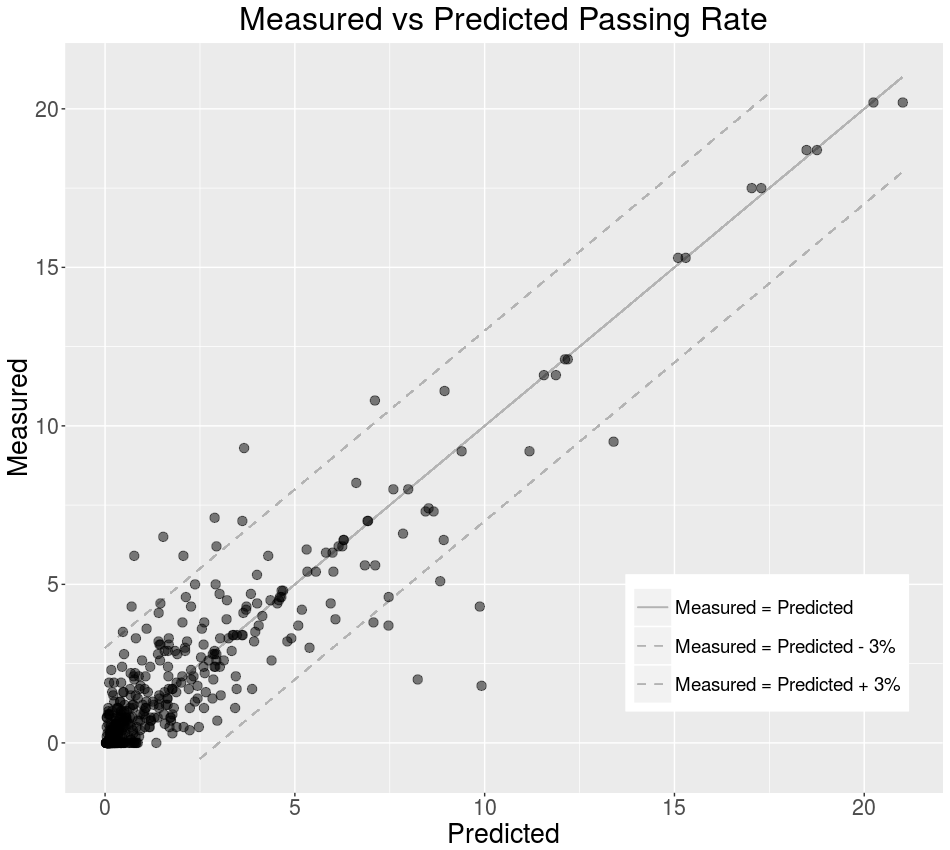 Measured vs Predicted Passing Rate
Measured
20
15
10
5
0
Measured = Predicted
Measured = Predicted - 3%
Measured = Predicted + 3%
0 5 10 15 20
Predicted